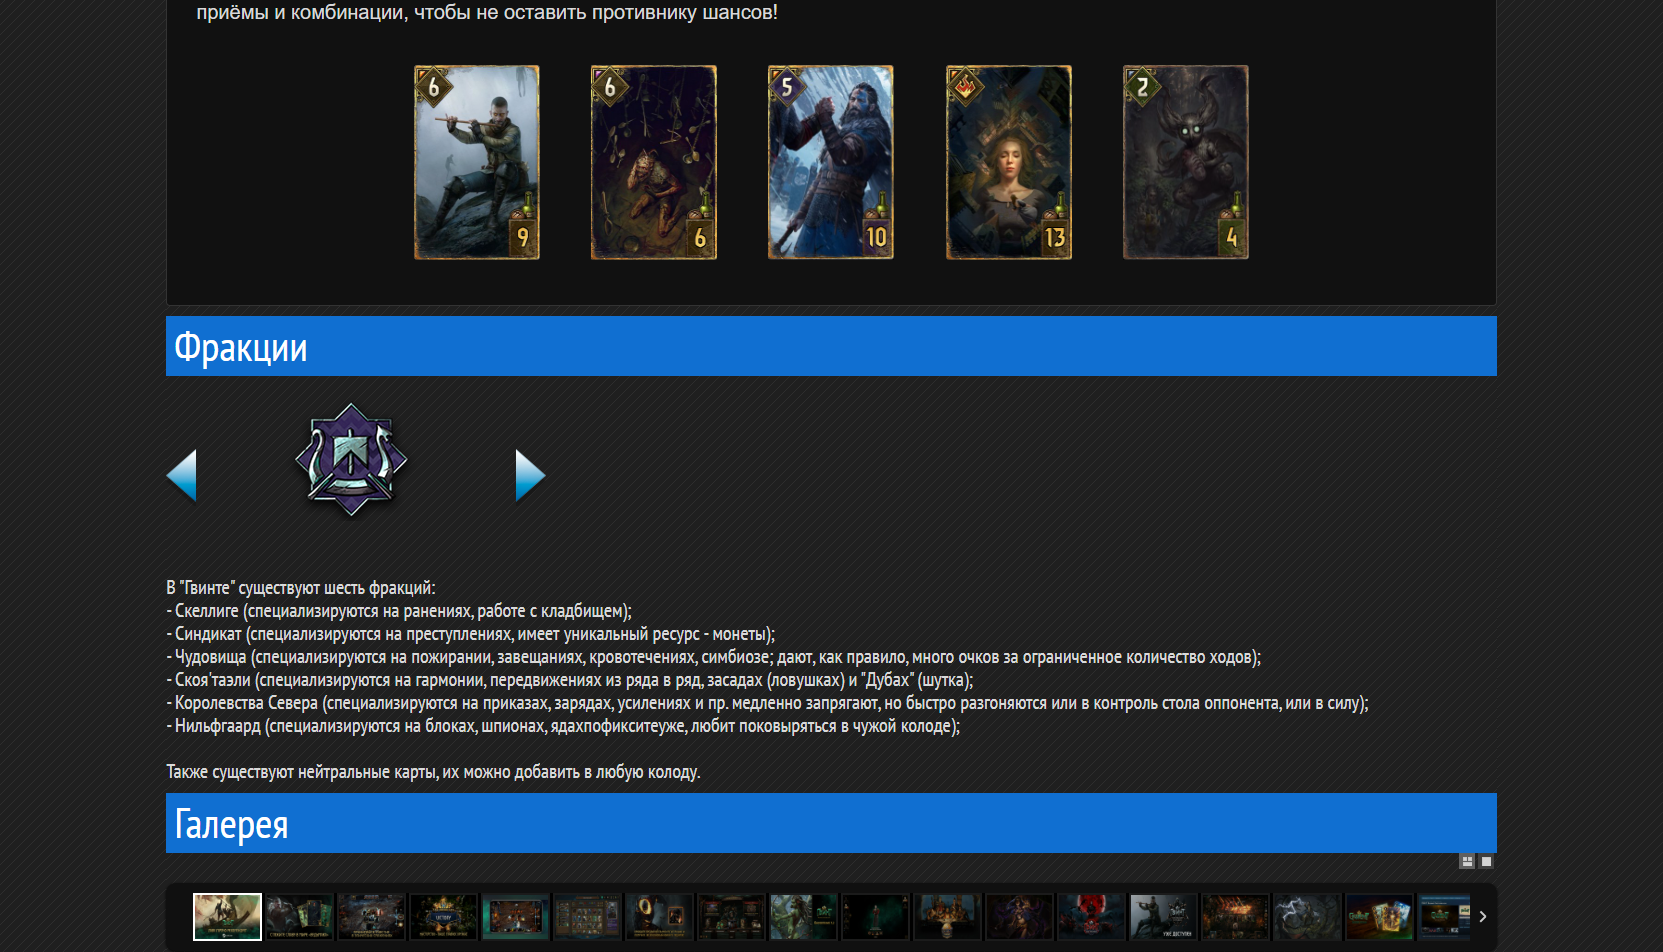 приёмы и комбинации, чтобы не оставить противнику шансов!
6 6 5 2
9 6 10 13 4
Фракции
В "Гвинте" существуют шесть фракций:
- Скеллиге (специализируются на ранениях, работе с кладбищем);
- Синдикат (специализируются на преступлениях, имеет уникальный ресурс - монеты);
- Чудовища (специализируются на пожирании, завещаниях, кровотечениях, симбиозе; дают, как правило, много очков за ограниченное количество ходов);
- Скоя'таэли (специализируются на гармонии, передвижениях из ряда в ряд, засадах (ловушках) и "Дубах" (шутка);
- Королевства Севера (специализируются на приказах, зарядах, усилениях и пр. медленно запрягают, но быстро разгоняются или в контроль стола оппонента, или в силу);
- Нильфгаард (специализируются на блоках, шпионах, ядахпофикситеуже, любит поковыряться в чужой колоде);
Также существуют нейтральные карты, их можно добавить в любую колоду.
Галерея